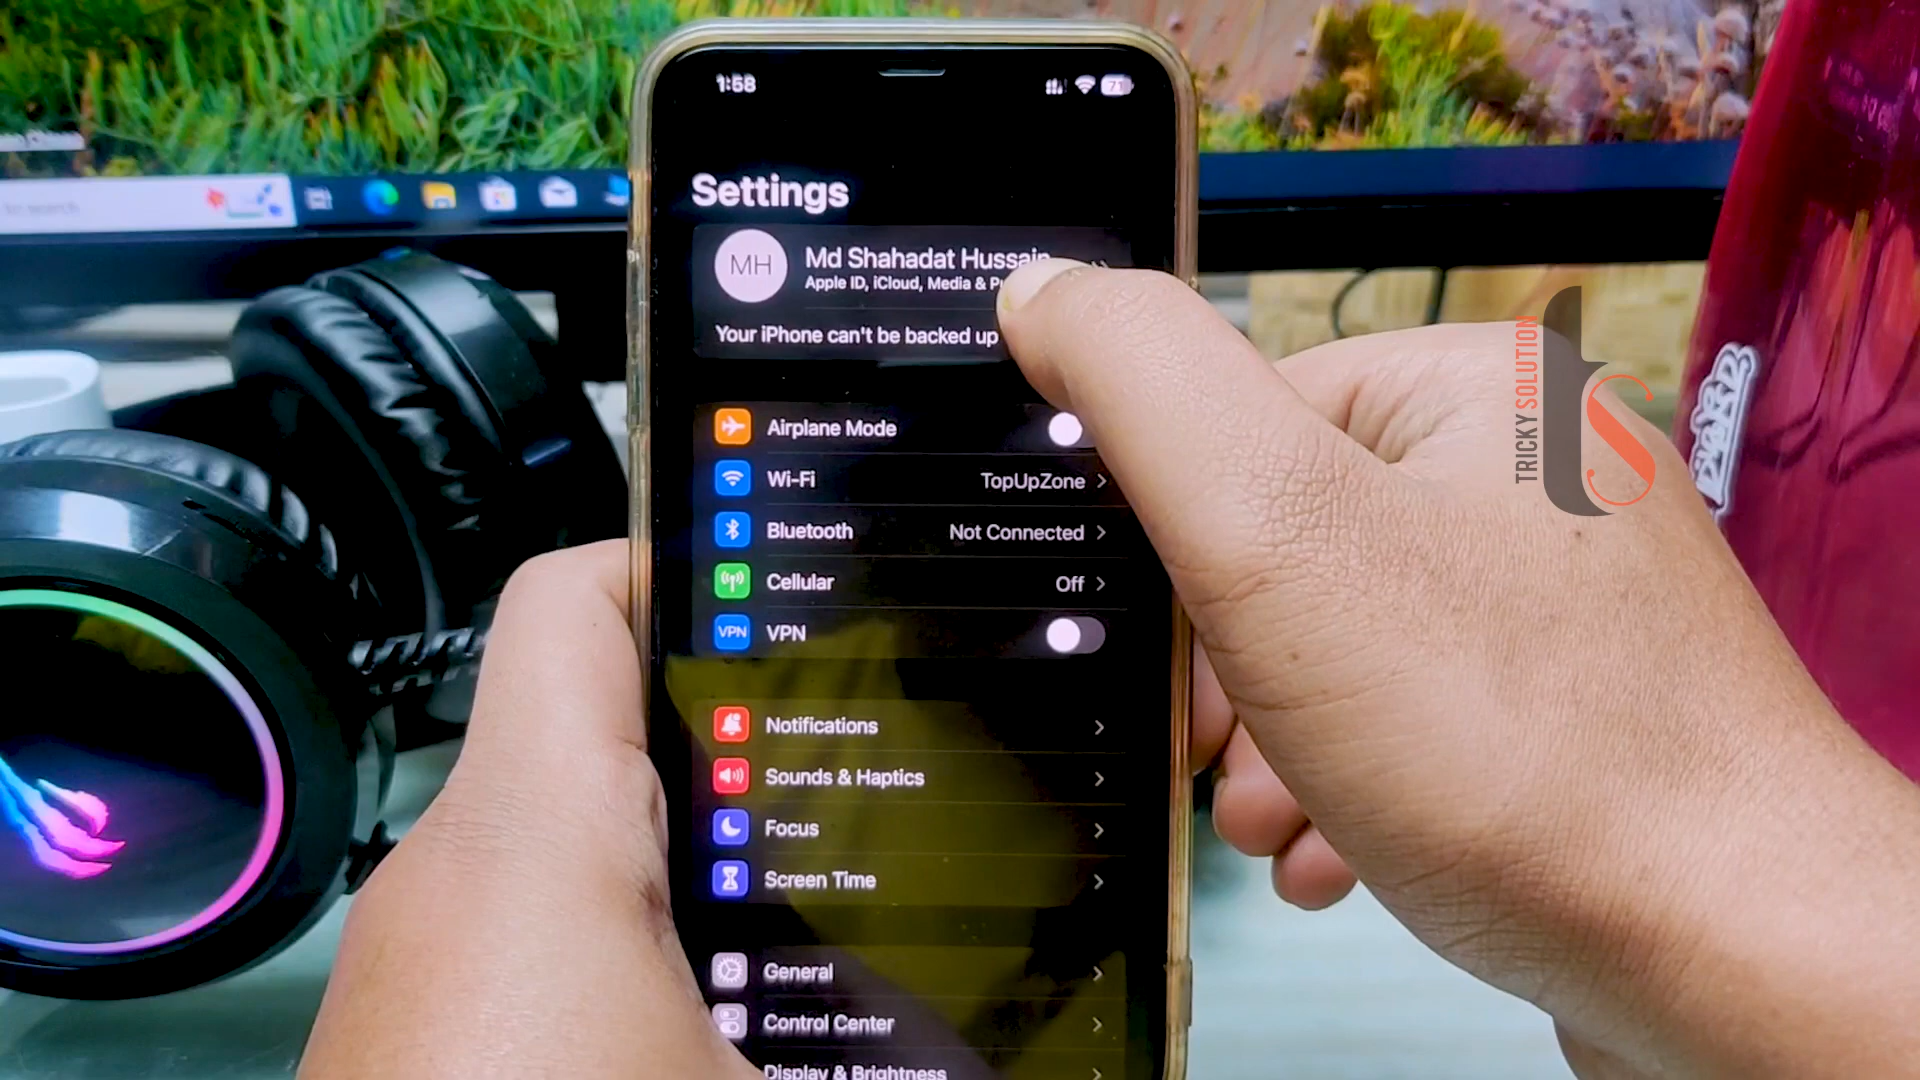 1:58
71
Settings
MH
Md Shahadat Hussain
Apple ID, iCloud, Media &
Your iPhone can't be backed up
Airplane Mode
Wi-Fi TopUpZone
Bluetooth Not Connected
Cellular Off
VPN VPN
Notifications
Sounds & Haptics
Focus
Screen Time
General
Control Center
Display & Brightness
TRICKY SOLUTION
ts